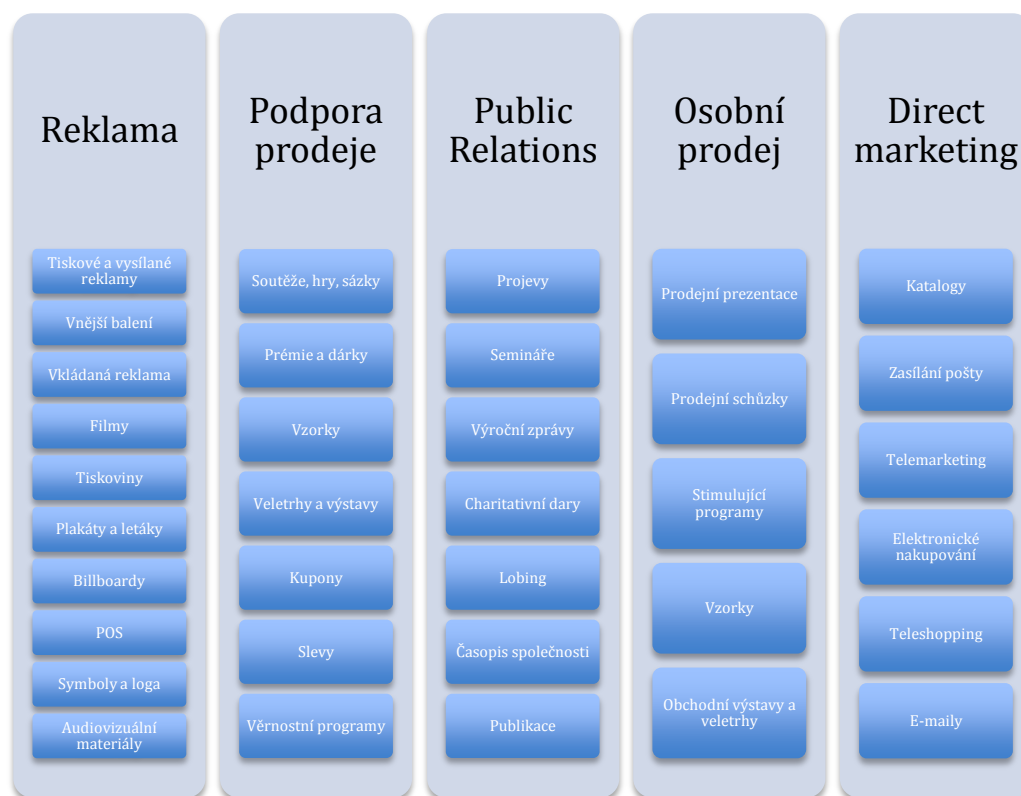 Reklama
Tiskové a vysílané
reklamy
Vnější balení
Vkládaná reklama
Filmy
Tiskoviny
Plakáty a letáky
Billboardy
POS
Symboly a loga
Audiovizuální
materiály
Podpora
prodeje
Soutěže, hry, sázky
Prémie a dárky
Vzorky
Veletrhy a výstavy
Kupony
Slevy
Věrnostní programy
Public
Relations
Projevy
Semináře
Výroční zprávy
Charitativní dary
Lobing
Časopis společnosti
Publikace
Osobní
prodej
Prodejní prezentace
Prodejní schůzky
Stimulující
programy
Vzorky
Obchodní výstavy a
veletrhy
Direct
marketing
Katalogy
Zasílání pošty
Telemarketing
Elektronické
nakupování
Teleshopping
E-maily